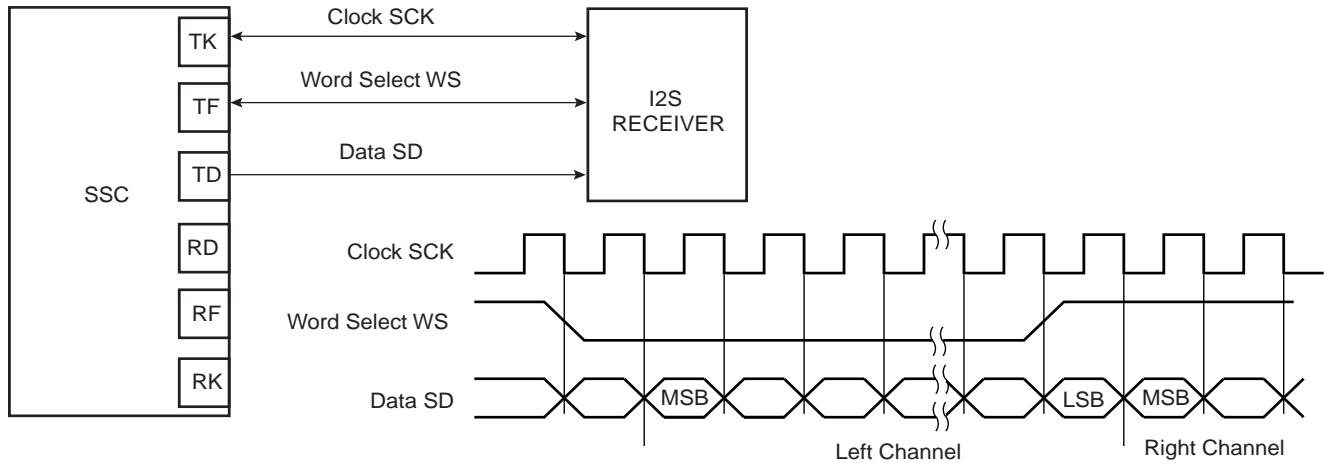 Clock SCK
TK
Word Select WS
TF
I2S
RECEIVER
Data SD
TD
SSC
RD
RF
RK
Clock SCK
Word Select WS
Data SD
MSB
LSB
MSB
Left Channel
Right Channel